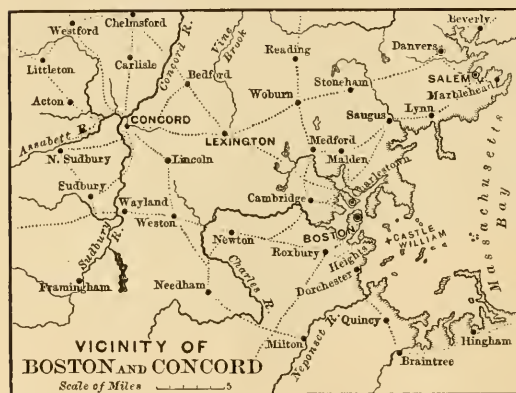 Westford
Chelmsford
Concord R.
Vine Brook
Reading
Beverly
Danvers
Littleton
Carlisle
Bedford
Stoneham
SALEM
Marblehead
Acton
Woburn
Lynn
Saugus
Assabett R.
CONCORD
LEXINGTON
Medford
Malden
Massachusetts Bay
N. Sudbury
Lincoln
Charlestown
Sudbury
Cambridge
Wayland
Weston
BOSTON
CASTLE
WILLIAM
Newton
Roxbury
Sudbury R.
Charles R.
Dorchester Heights
Framingham
Needham
Quincy
Hingham
Milton
Neponset R.
Braintree
VICINITY OF
BOSTON AND CONCORD
Scale of Miles 5